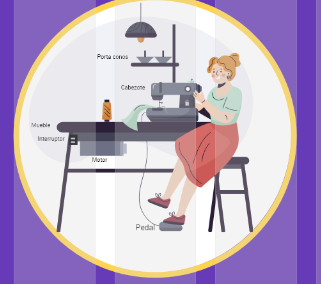 Porta conos
Cabezote
Mueble
Interruptor
Motor
Pedal